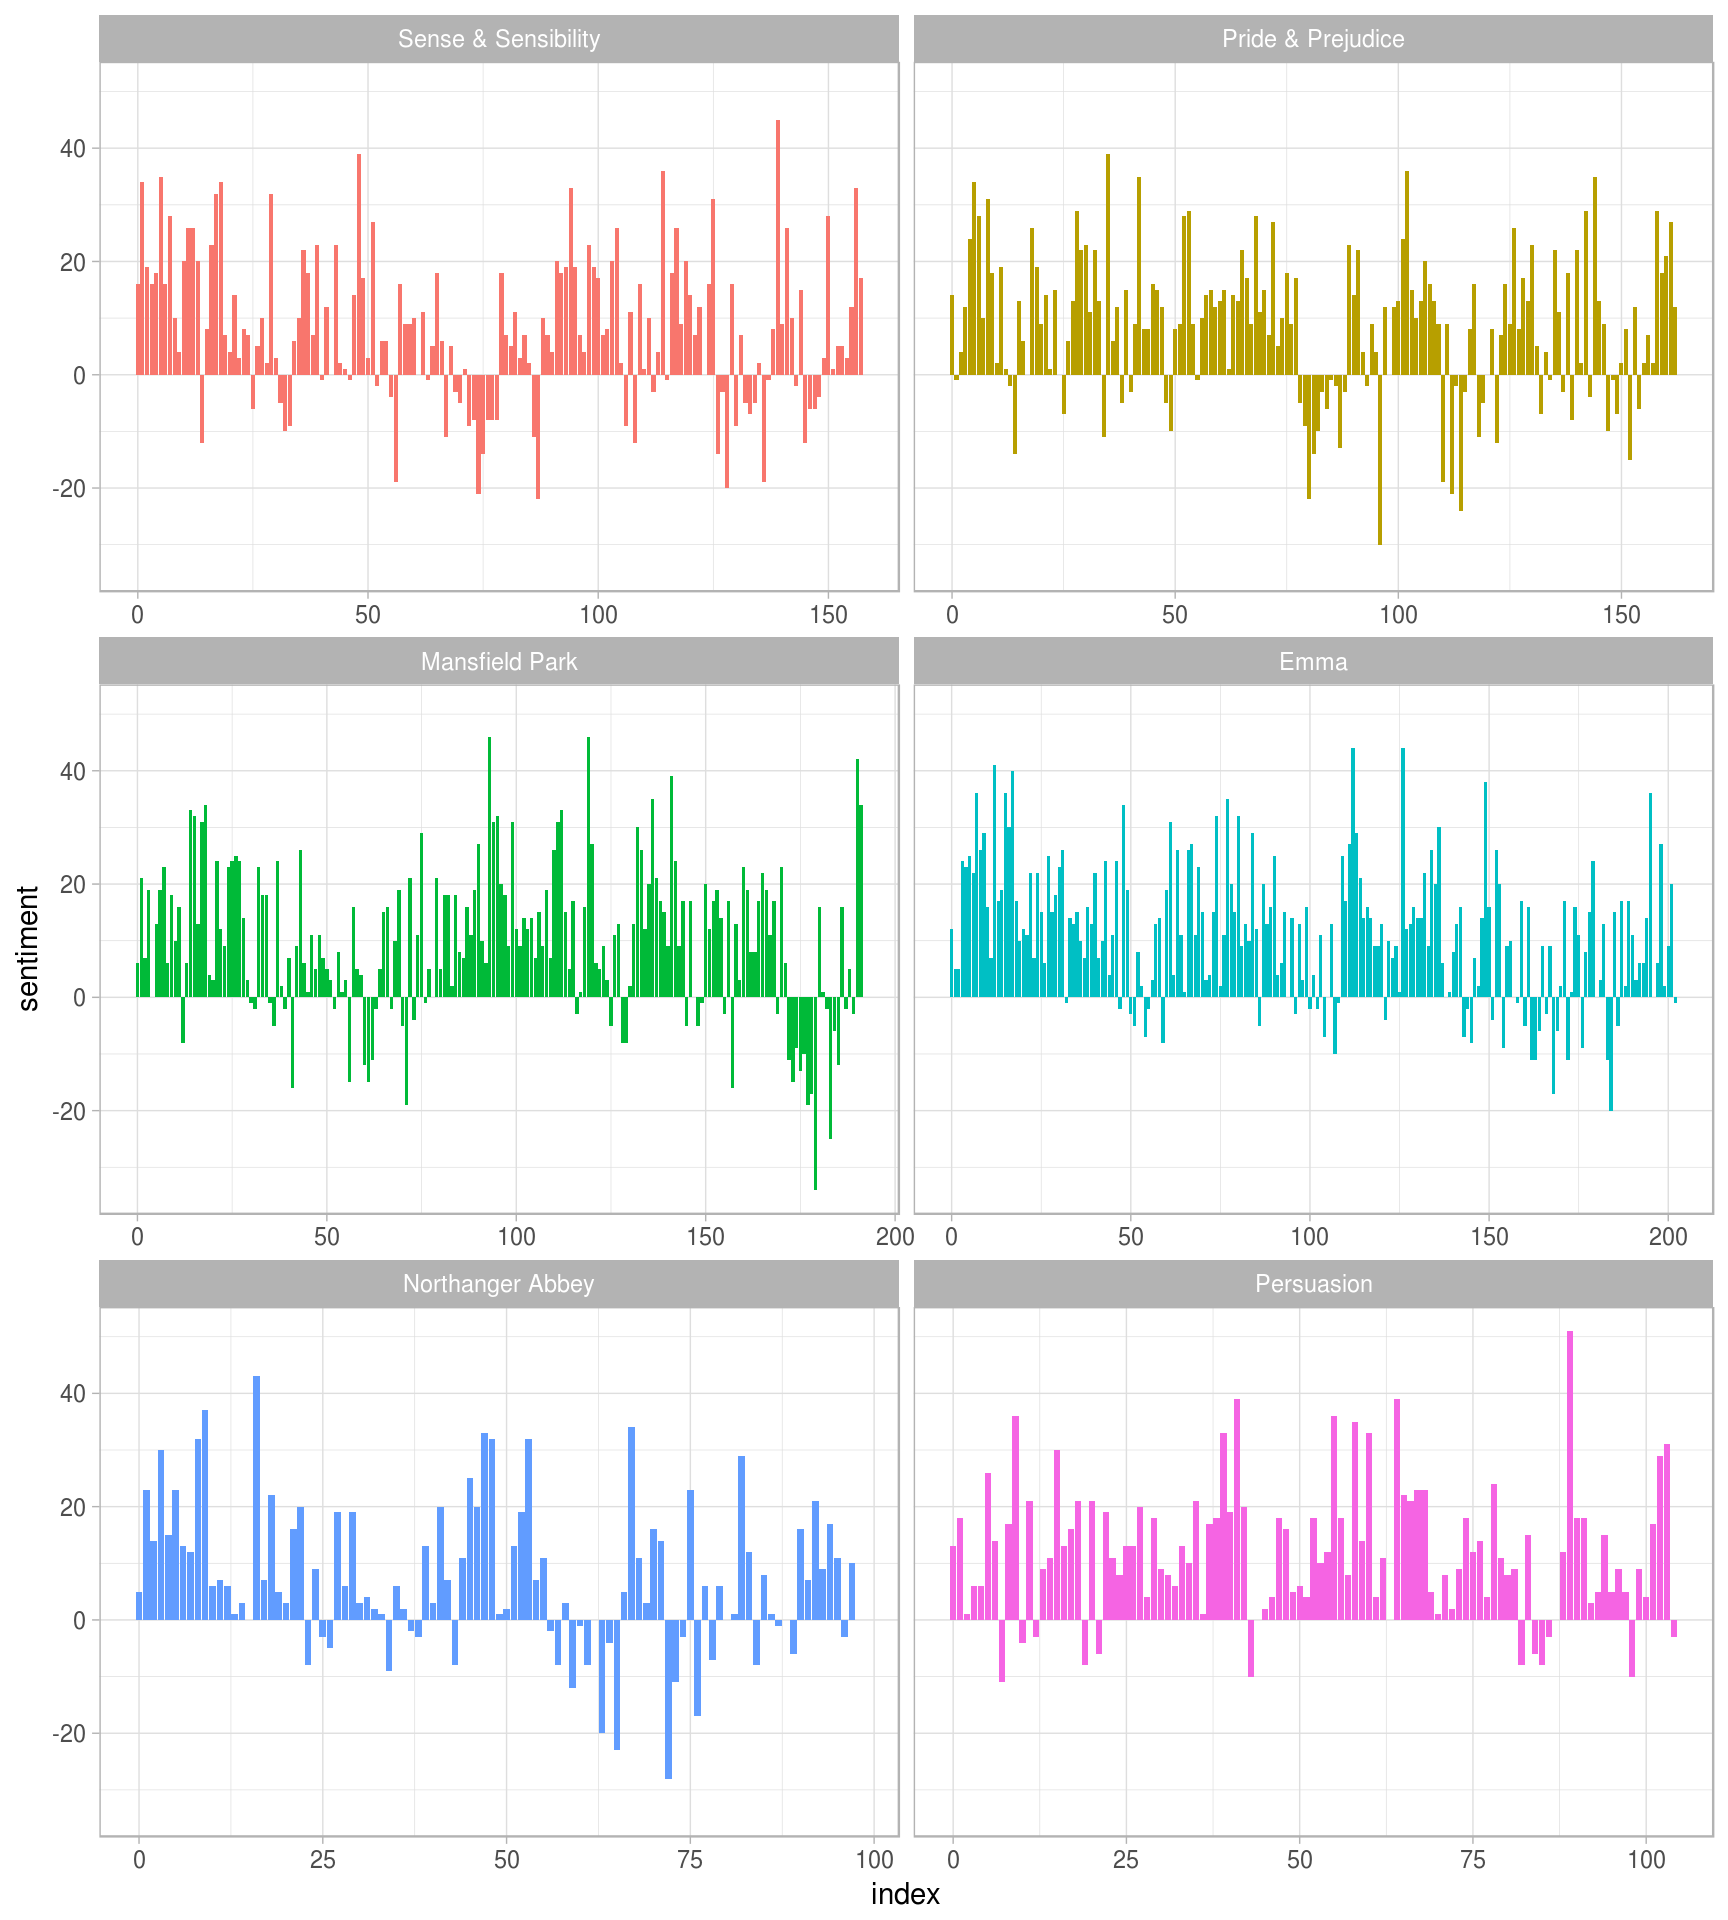 Sense & Sensibility
Pride & Prejudice
40
20
0
-20
0 50 100 150
0 50 100 150
Mansfield Park
Emma
40
20
0
-20
0 50 100 150 200
0 50 100 150 200
sentiment
Northanger Abbey
Persuasion
40
20
0
-20
0 25 50 75 100
0 25 50 75 100
index